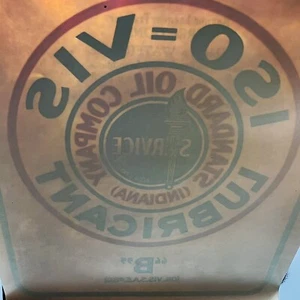 ISO=VIS
STANDARD OIL COMPANY
SERVICE
(INDIANA)
LUBRICANT
"B"